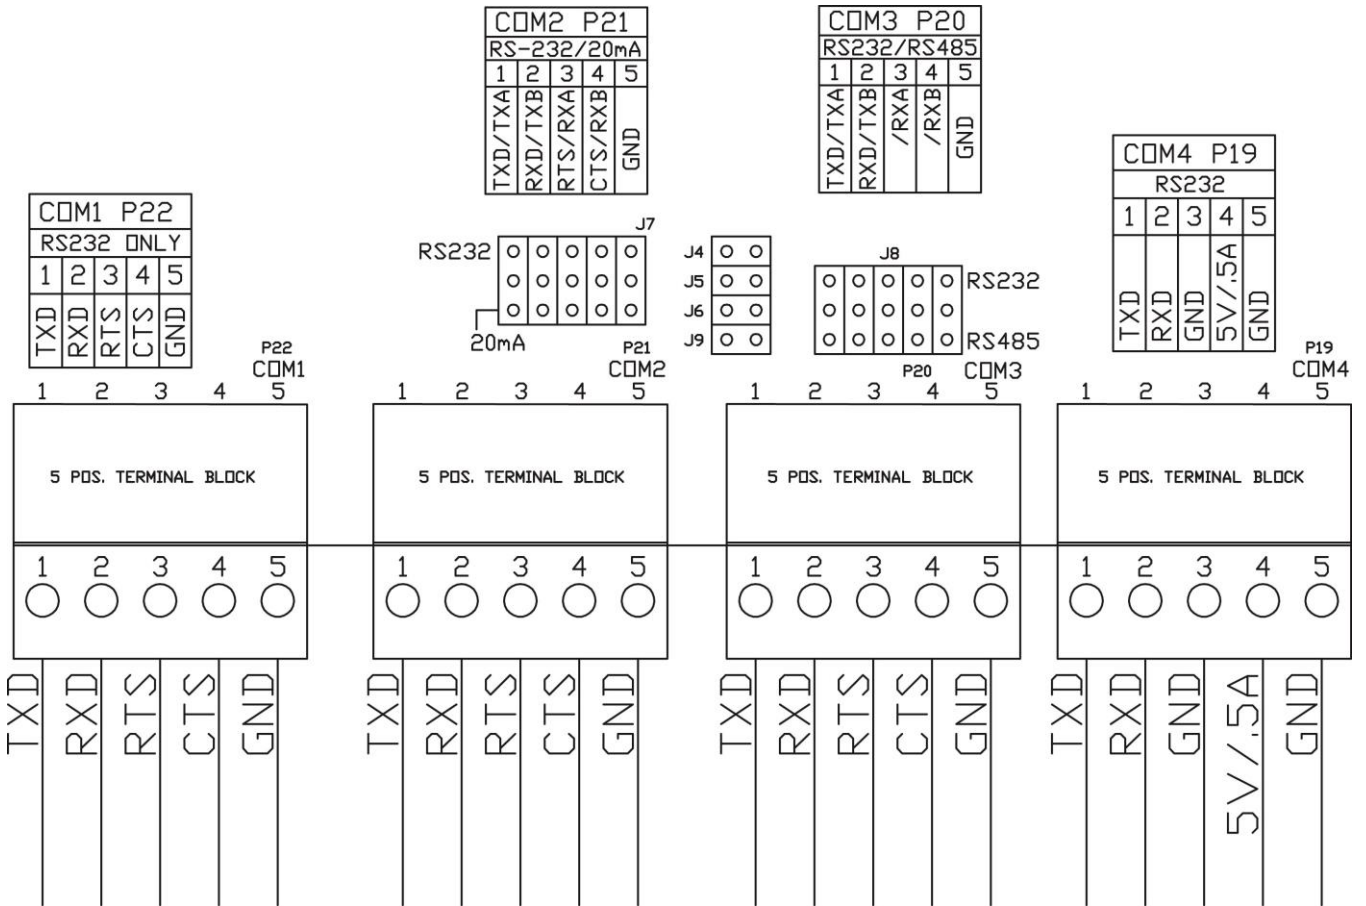 COM2 P21
RS-232/20mA
1 2 3 4 5
TXD/TXA
RXD/TXB
RTS/RXA
CTS/RXB
GND
COM3 P20
RS232/RS485
1 2 3 4 5
TXD/TXA
RXD/TXB
/RXA
/RXB
GND
COM4 P19
RS232
1 2 3 4 5
TXD
RXD
GND
5V/.5A
GND
COM1 P22
RS232 ONLY
1 2 3 4 5
TXD
RXD
RTS
CTS
GND
J7
RS232
20mA
J4
J5
J6
J9
J8
RS232
RS485
P22
COM1
1 2 3 4 5
P21
COM2
1 2 3 4 5
P20
COM3
1 2 3 4 5
P19
COM4
1 2 3 4 5
5 POS. TERMINAL BLOCK
5 POS. TERMINAL BLOCK
5 POS. TERMINAL BLOCK
5 POS. TERMINAL BLOCK
1 2 3 4 5
1 2 3 4 5
1 2 3 4 5
1 2 3 4 5
TXD
RXD
RTS
CTS
GND
TXD
RXD
RTS
CTS
GND
TXD
RXD
RTS
CTS
GND
TXD
RXD
GND
5V/.5A
GND